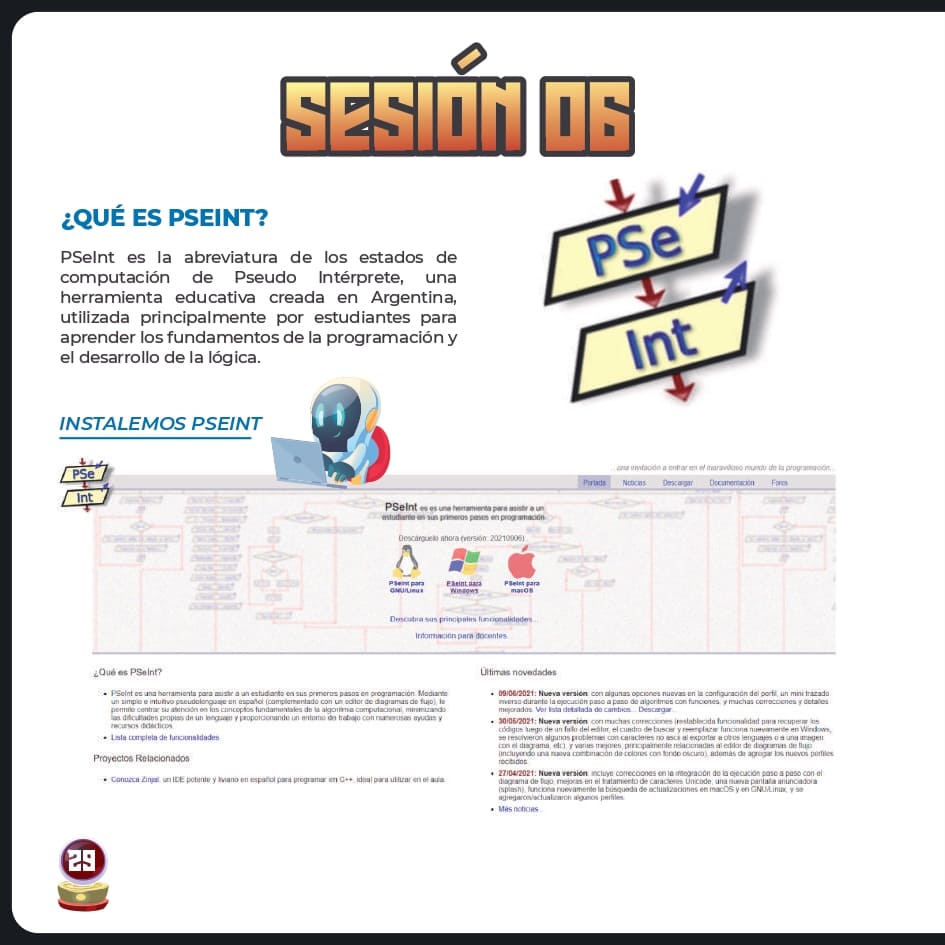 SESIÓN 06
¿QUÉ ES PSEINT?
PSeInt es la abreviatura de los estados de
computación de Pseudo Intérprete, una
herramienta educativa creada en Argentina,
utilizada principalmente por estudiantes para
aprender los fundamentos de la programación y
el desarrollo de la lógica.
PSe
Int
INSTALEMOS PSEINT
PSe
Int
... una invitación a entrar en el maravilloso mundo de la programación...
Portada Noticias Descargar Documentación Foros
PSeInt es es una herramienta para asistir a un
estudiante en sus primeros pasos en programación
Descárguelo ahora (versión: 20210906)
PSeInt para
GNU/Linux
PSeInt para
Windows
PSeInt para
macOS
Descubra sus principales funcionalidades...
Información para docentes...
¿Qué es PSeInt?
• PSeInt es una herramienta para asistir a un estudiante en sus primeros pasos en programación. Mediante
un simple e intuitivo pseudolenguaje en español (complementado con un editor de diagramas de flujo), le
permite centrar su atención en los conceptos fundamentales de la algoritmia computacional, minimizando
las dificultades propias de un lenguaje y proporcionando un entorno de trabajo con numerosas ayudas y
recursos didácticos.
• Lista completa de funcionalidades
Proyectos Relacionados
• Conozca Zinjal, un IDE potente y liviano en español para programar em C++, ideal para utilizar en el aula.
Últimas novedades
• 09/06/2021: Nueva versión: con algunas opciones nuevas en la configuración del perfil, un mini trazado
inverso durante la ejecución paso a paso de algoritmos con funciones, y muchas correcciones y detalles
mejorados. Ver lista detallada de cambios... Descargar...
• 30/05/2021: Nueva versión: con muchas correcciones (restablecida funcionalidad para recuperar los
códigos luego de un fallo del editor, el cuadro de buscar y reemplazar funciona nuevamente en Windows,
se resolvieron algunos problemas con caracteres no ascii al exportar a otros lenguajes o a una imagen
con el diagrama, etc), y varias mejores, principalmente relacionadas al editor de diagramas de flujo
(incluyendo una nueva combinación de colores con fondo oscuro), además de agregar los nuevos perfiles
recibidos.
• 27/04/2021: Nueva versión: incluye correcciones en la integración de la ejecución paso a paso con el
diagrama de flujo, mejoras en el tratamiento de caracteres Unicode, una nueva pantalla anunciadora
(splash), funciona nuevamente la búsqueda de actualizaciones en macOS y en GNU/Linux, y se
agregaron/actualizaron algunos perfiles.
• Más noticias...
29